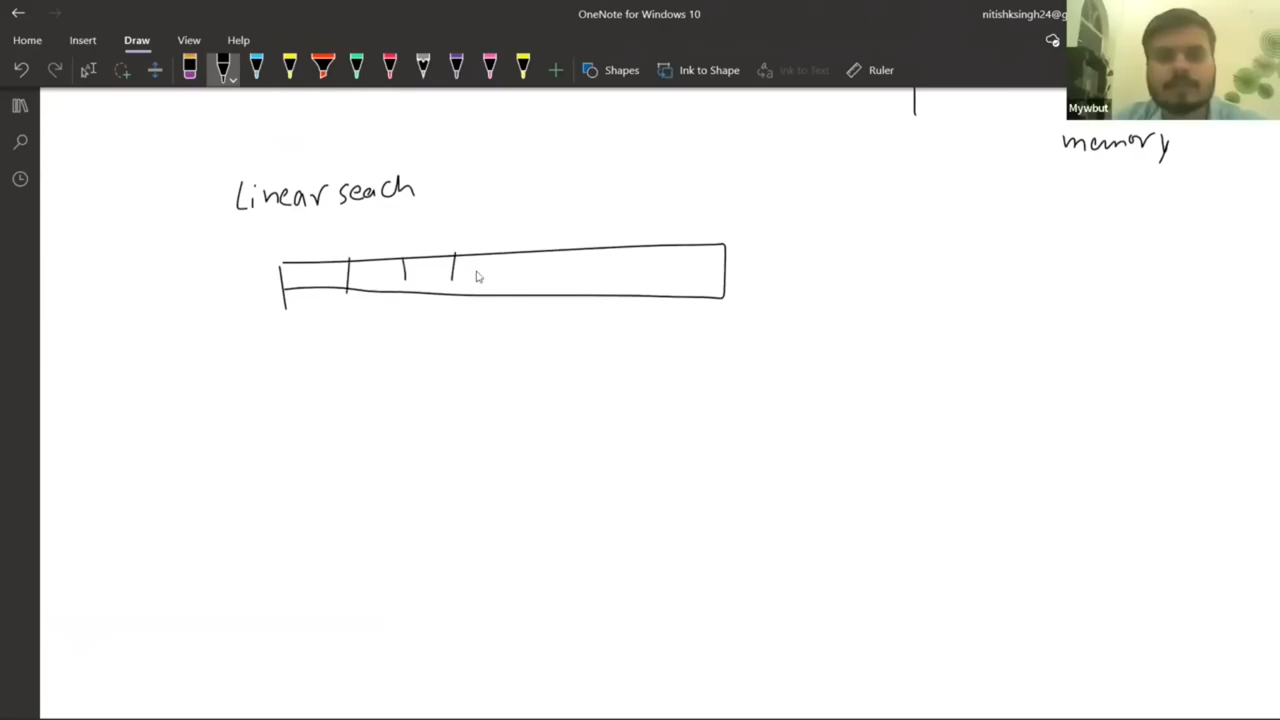 OneNote for Windows 10
nitishksingh24@g
Home Insert Draw View Help
Shapes Ink to Shape Ink to Text Ruler
Mywbut
memory
Linear seach